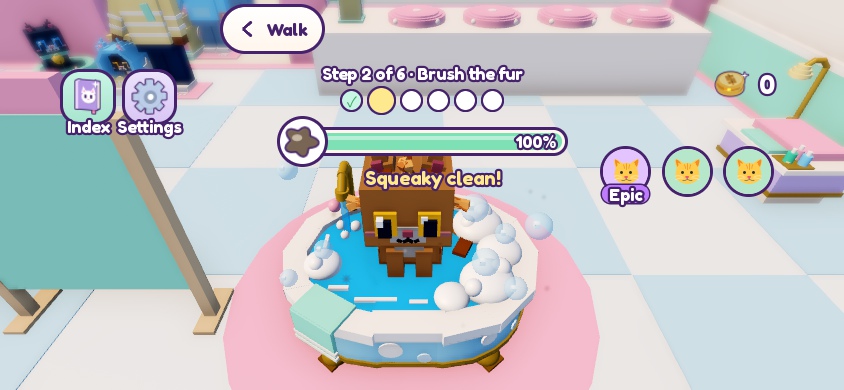 Walk
Step 2 of 6 · Brush the fur
0
Index Settings
100%
Squeaky clean!
Epic